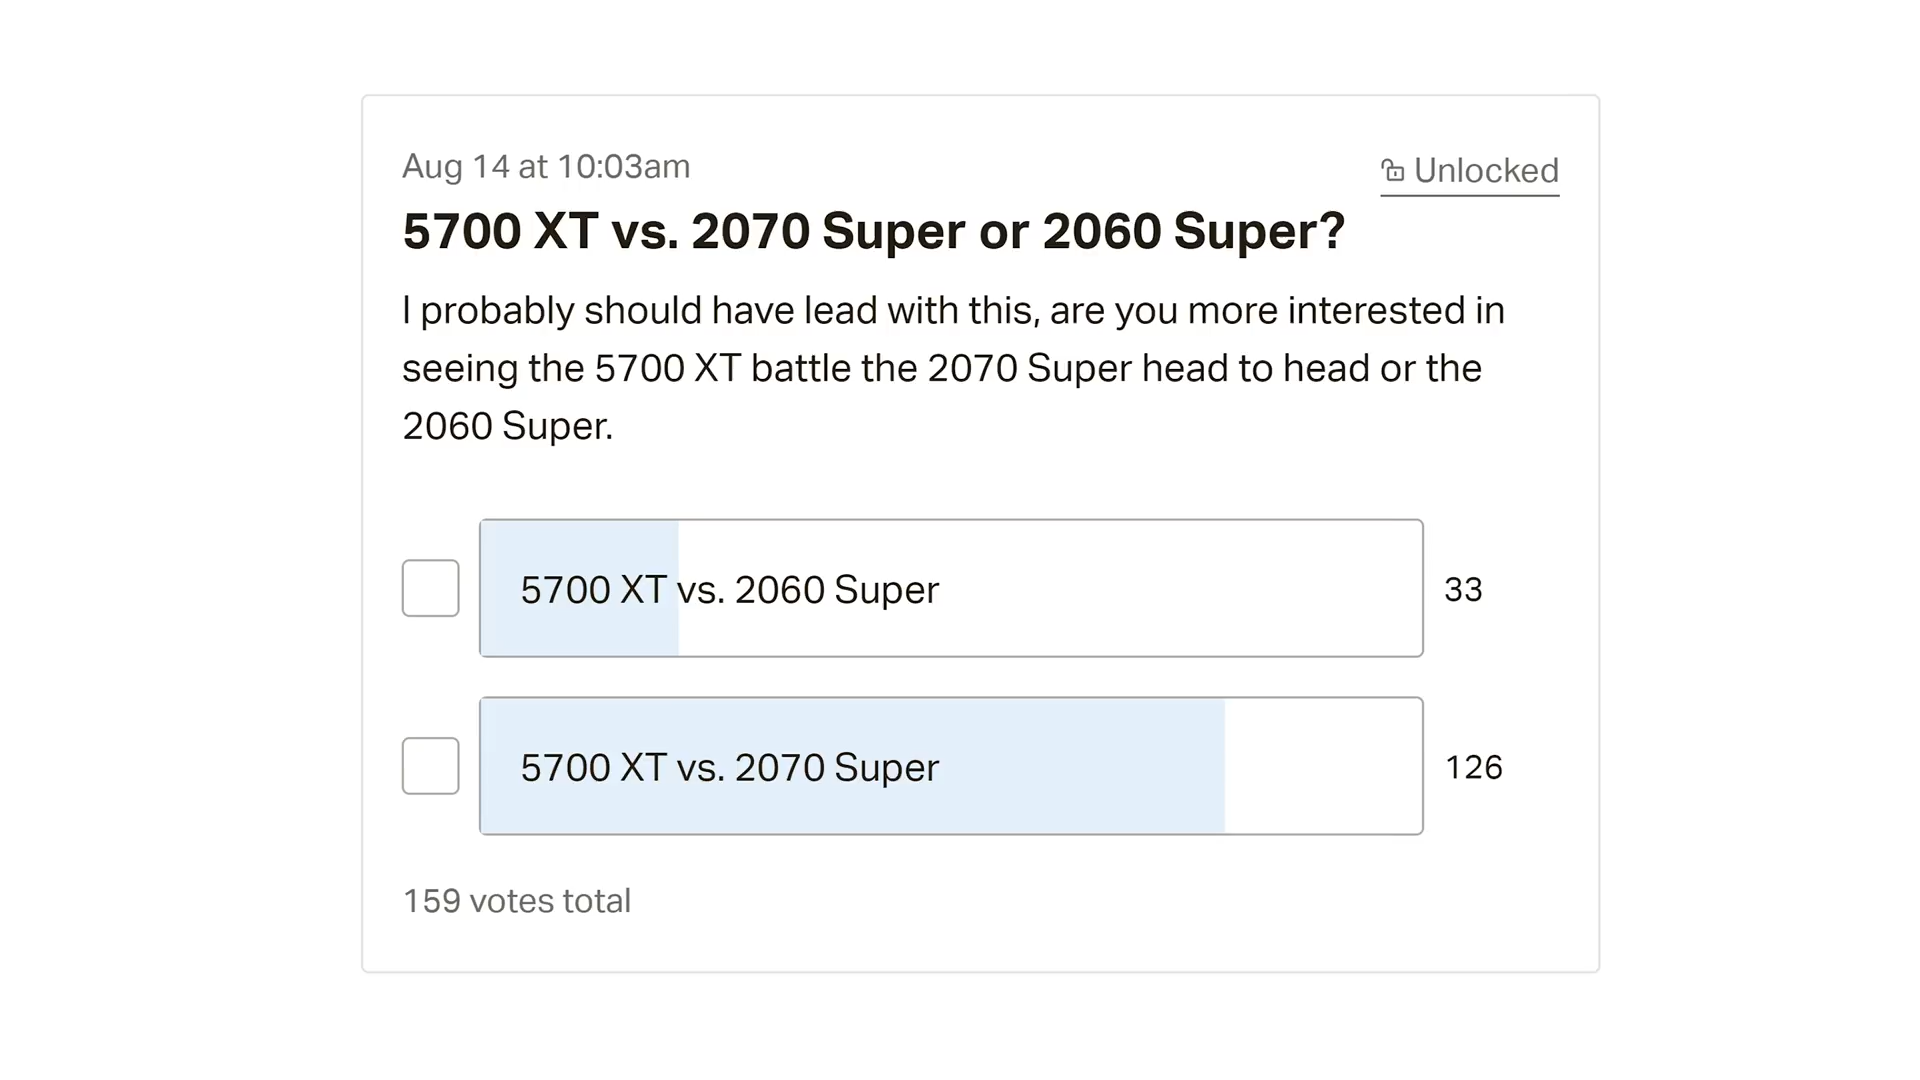 Aug 14 at 10:03am
Unlocked
5700 XT vs. 2070 Super or 2060 Super?
I probably should have lead with this, are you more interested in
seeing the 5700 XT battle the 2070 Super head to head or the
2060 Super.
5700 XT vs. 2060 Super
33
5700 XT vs. 2070 Super
126
159 votes total